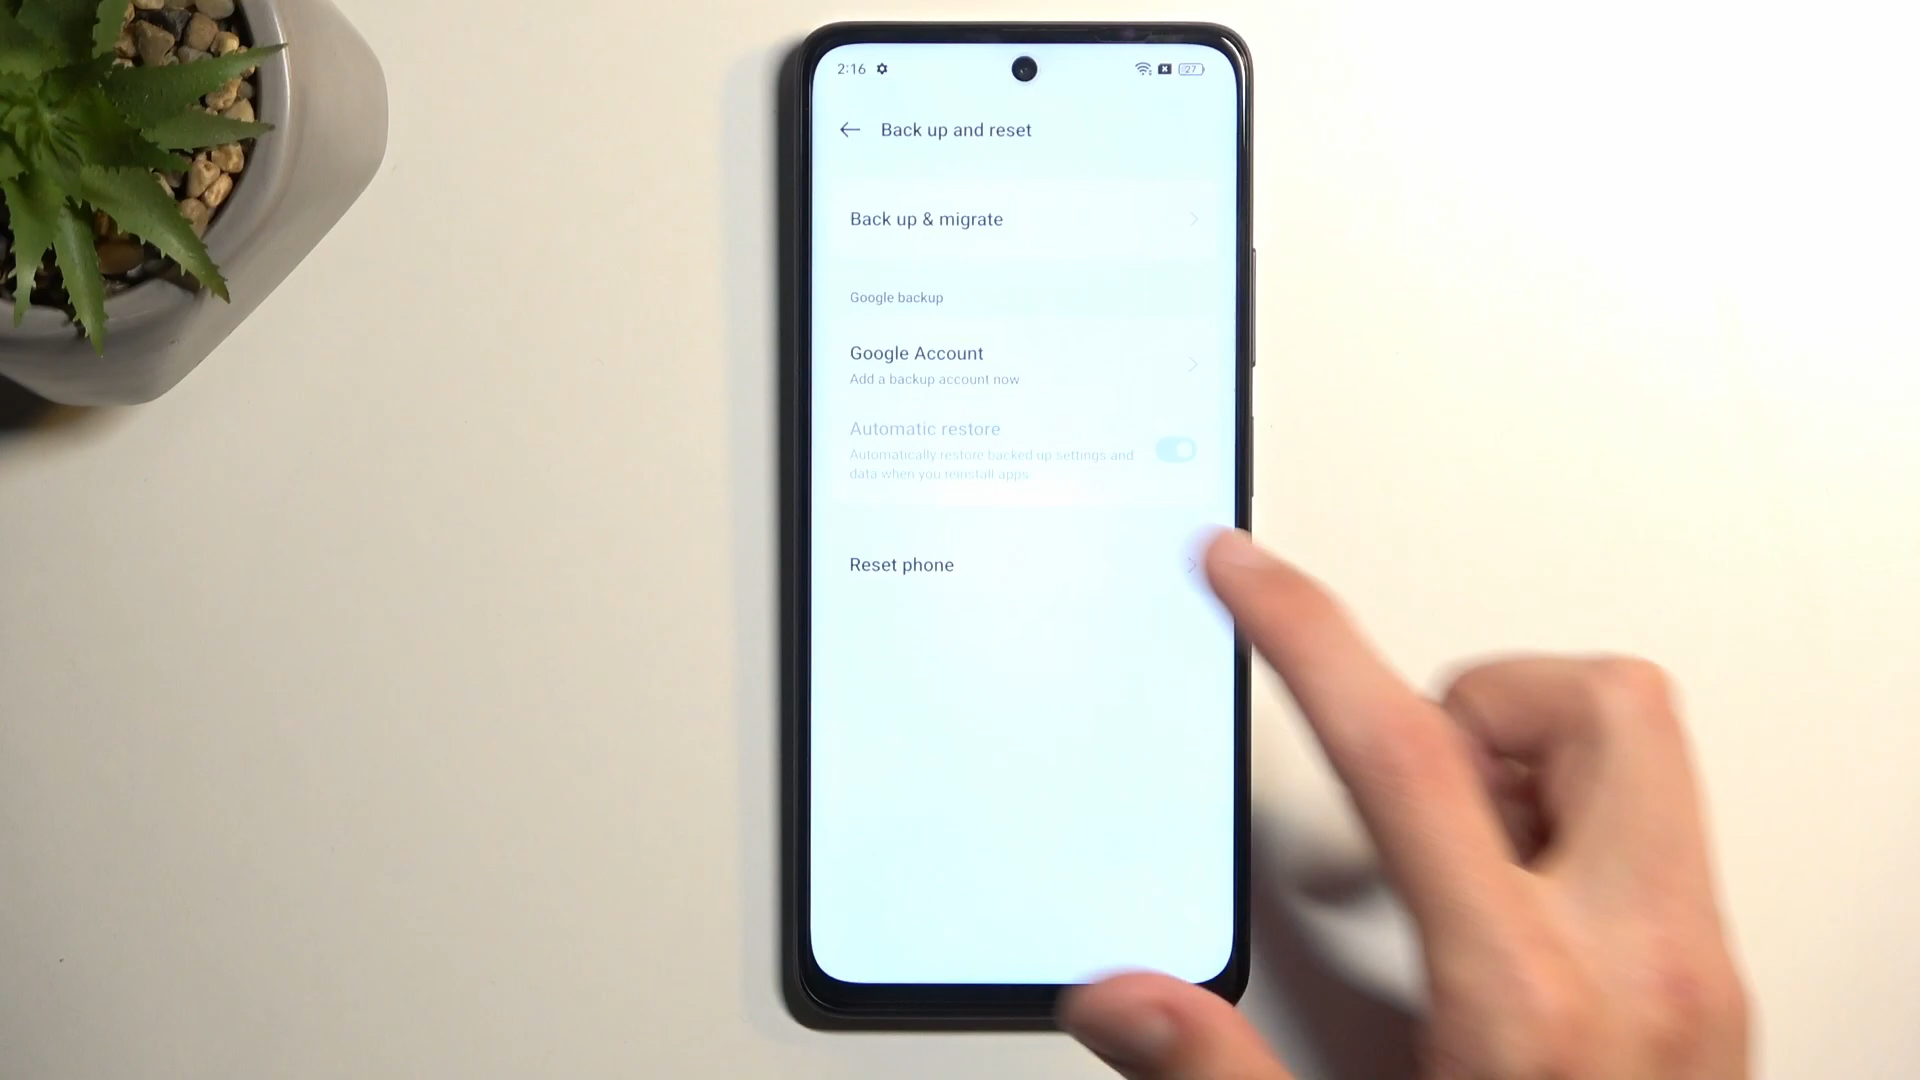 2:16
27
Back up and reset
Back up & migrate
Google backup
Google Account
Add a backup account now
Automatic restore
Automatically restore backed up settings and
data when you reinstall apps.
Reset phone